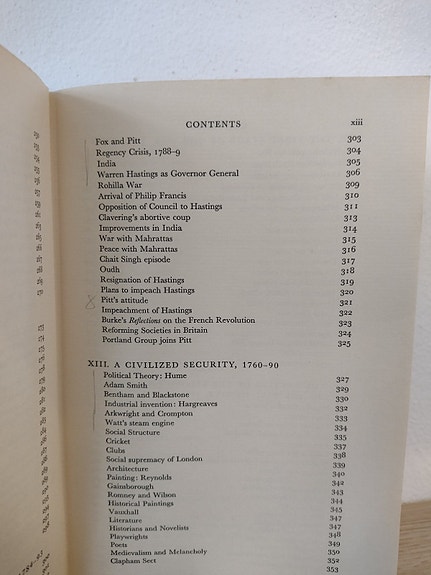 CONTENTS xiii
Fox and Pitt 303
Regency Crisis, 1788–9 304
India 305
Warren Hastings as Governor General 306
Rohilla War 309
Arrival of Philip Francis 310
Opposition of Council to Hastings 311
Clavering's abortive coup 313
Improvements in India 314
War with Mahrattas 315
Peace with Mahrattas 316
Chait Singh episode 317
Oudh 318
Resignation of Hastings 319
Plans to impeach Hastings 320
Pitt's attitude 321
Impeachment of Hastings 322
Burke's Reflections on the French Revolution 323
Reforming Societies in Britain 324
Portland Group joins Pitt 325
XIII. A CIVILIZED SECURITY, 1760–90
Political Theory: Hume 327
Adam Smith 329
Bentham and Blackstone 330
Industrial invention: Hargreaves 332
Arkwright and Crompton 333
Watt's steam engine 334
Social Structure 335
Cricket 337
Clubs 338
Social supremacy of London 339
Architecture 340
Painting: Reynolds 342
Gainsborough 343
Romney and Wilson 344
Historical Paintings 345
Vauxhall 347
Literature 347
Historians and Novelists 348
Playwrights 349
Poets 350
Medievalism and Melancholy 352
Clapham Sect 353